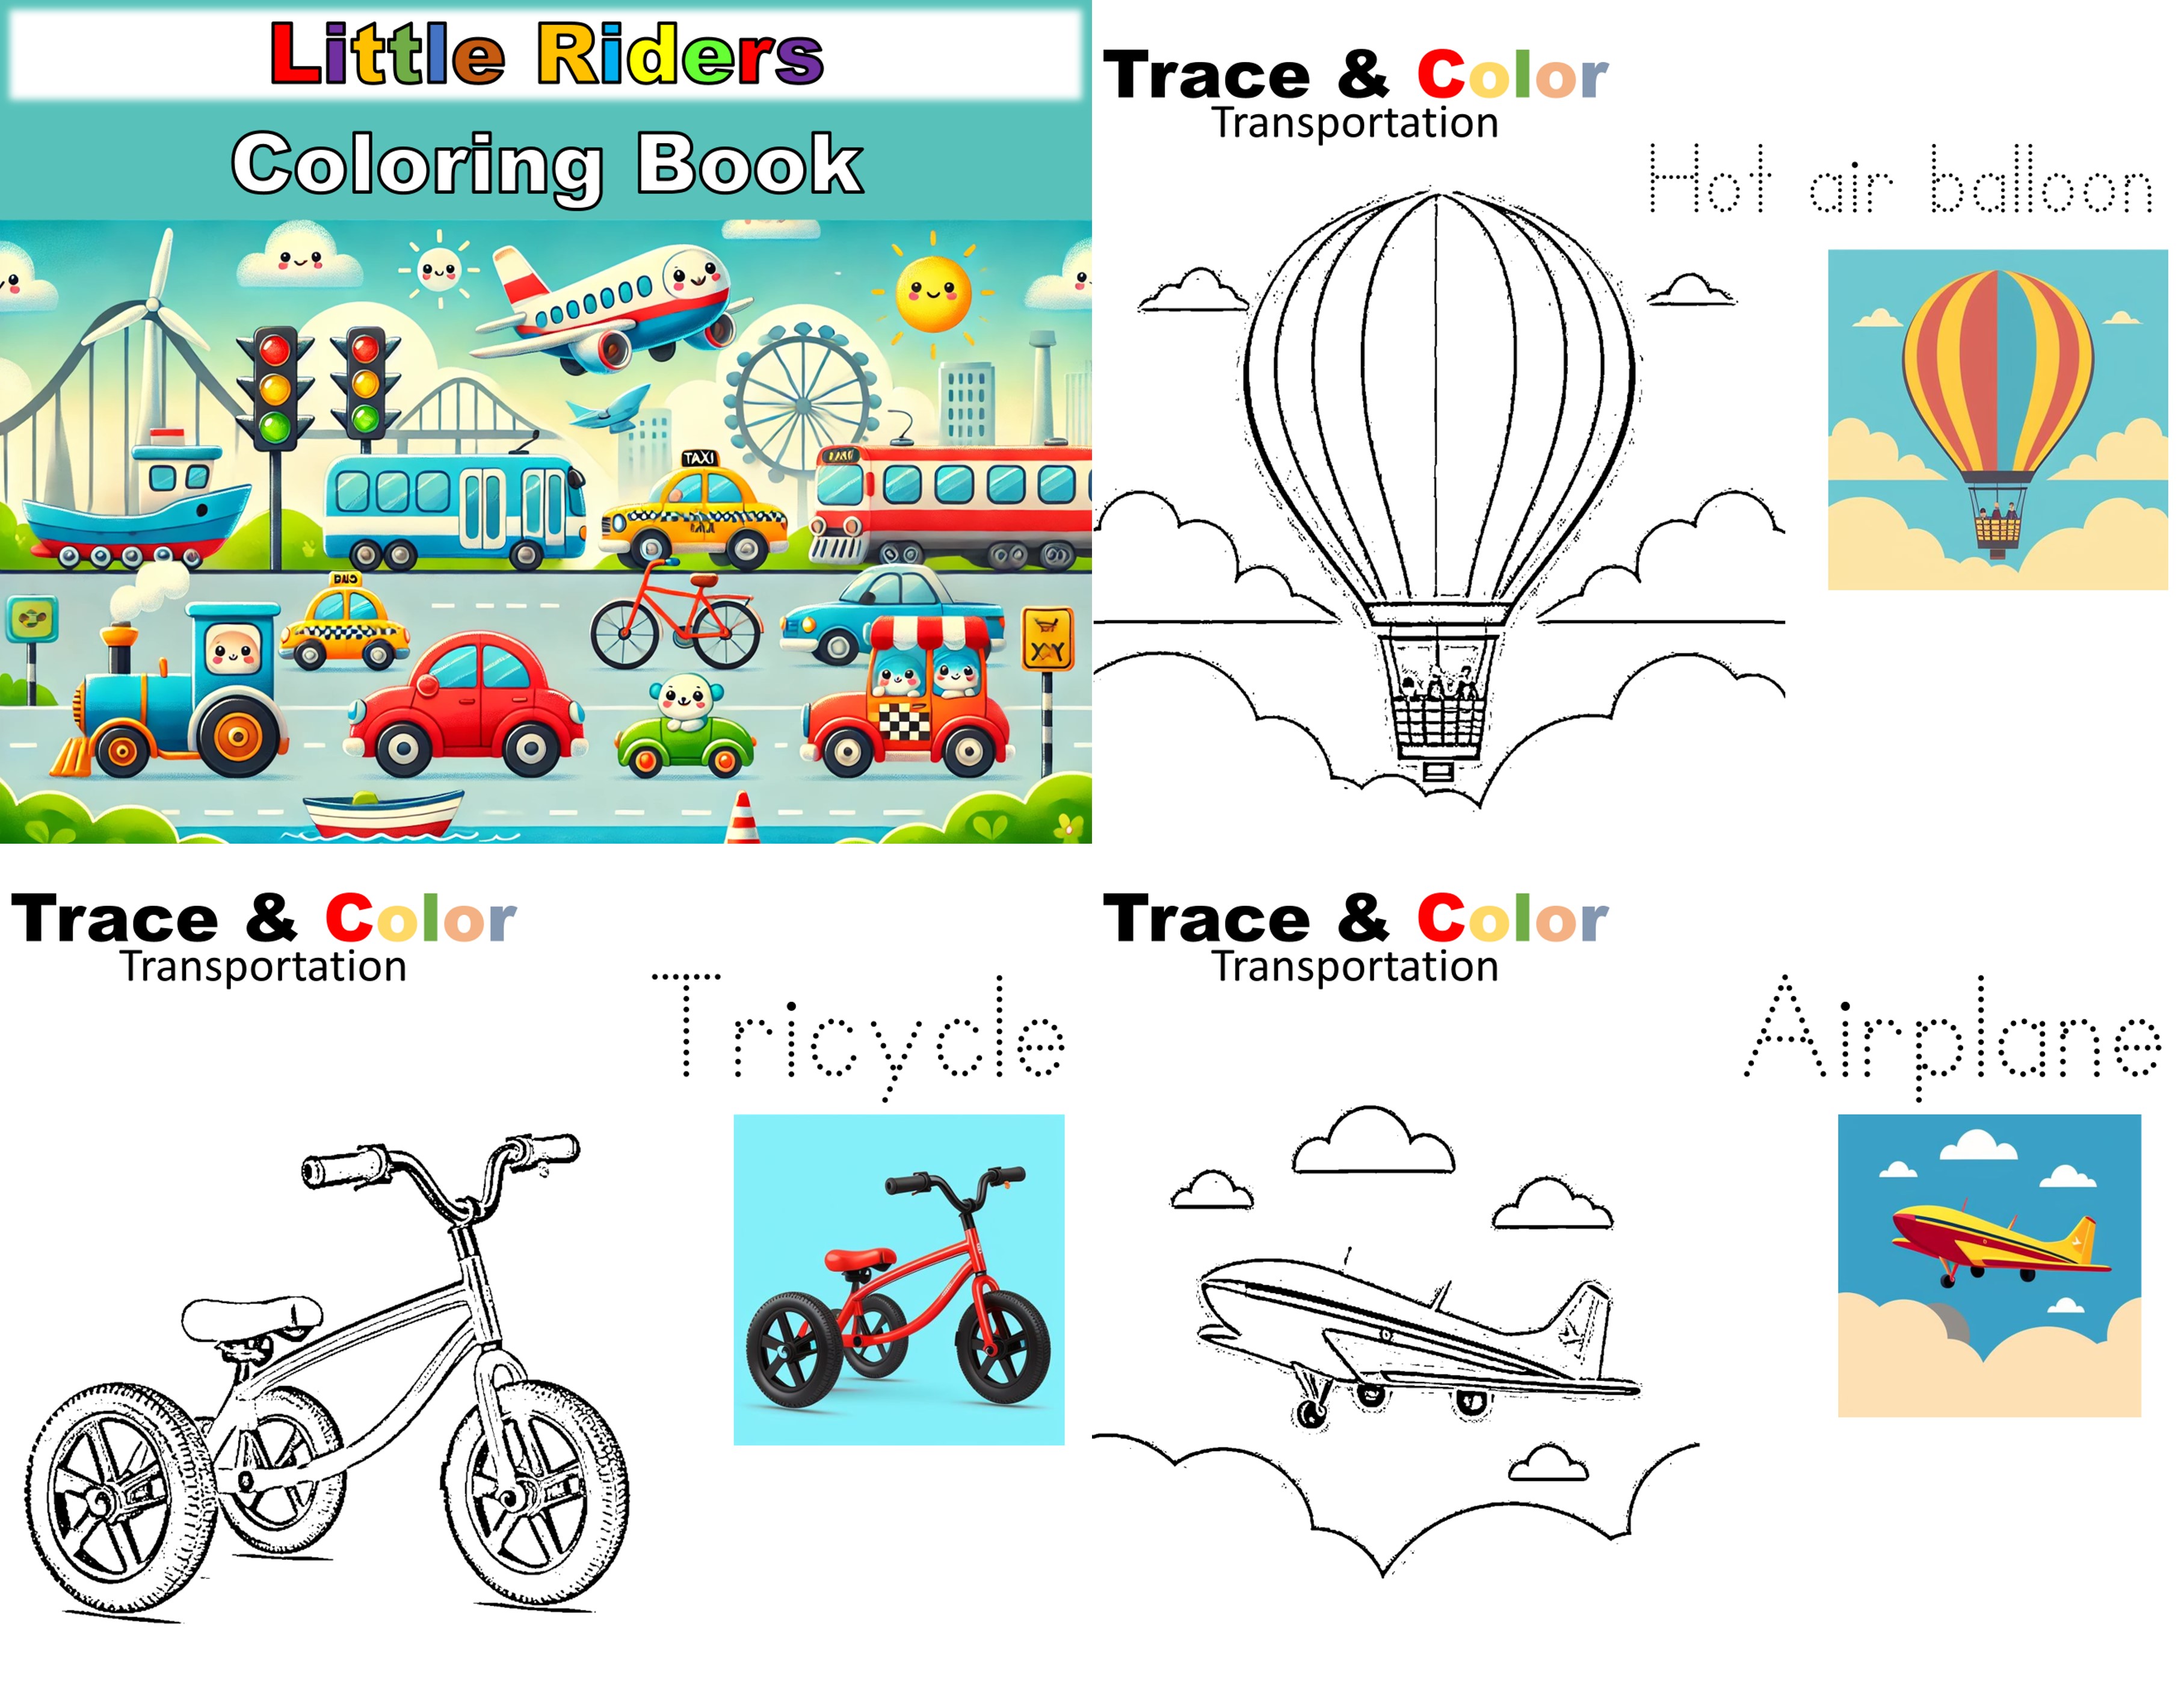 Little Riders
Coloring Book
TAXI
Trace & Color
Transportation
Hot air balloon
Trace & Color
Transportation
Tricycle
Trace & Color
Transportation
Airplane